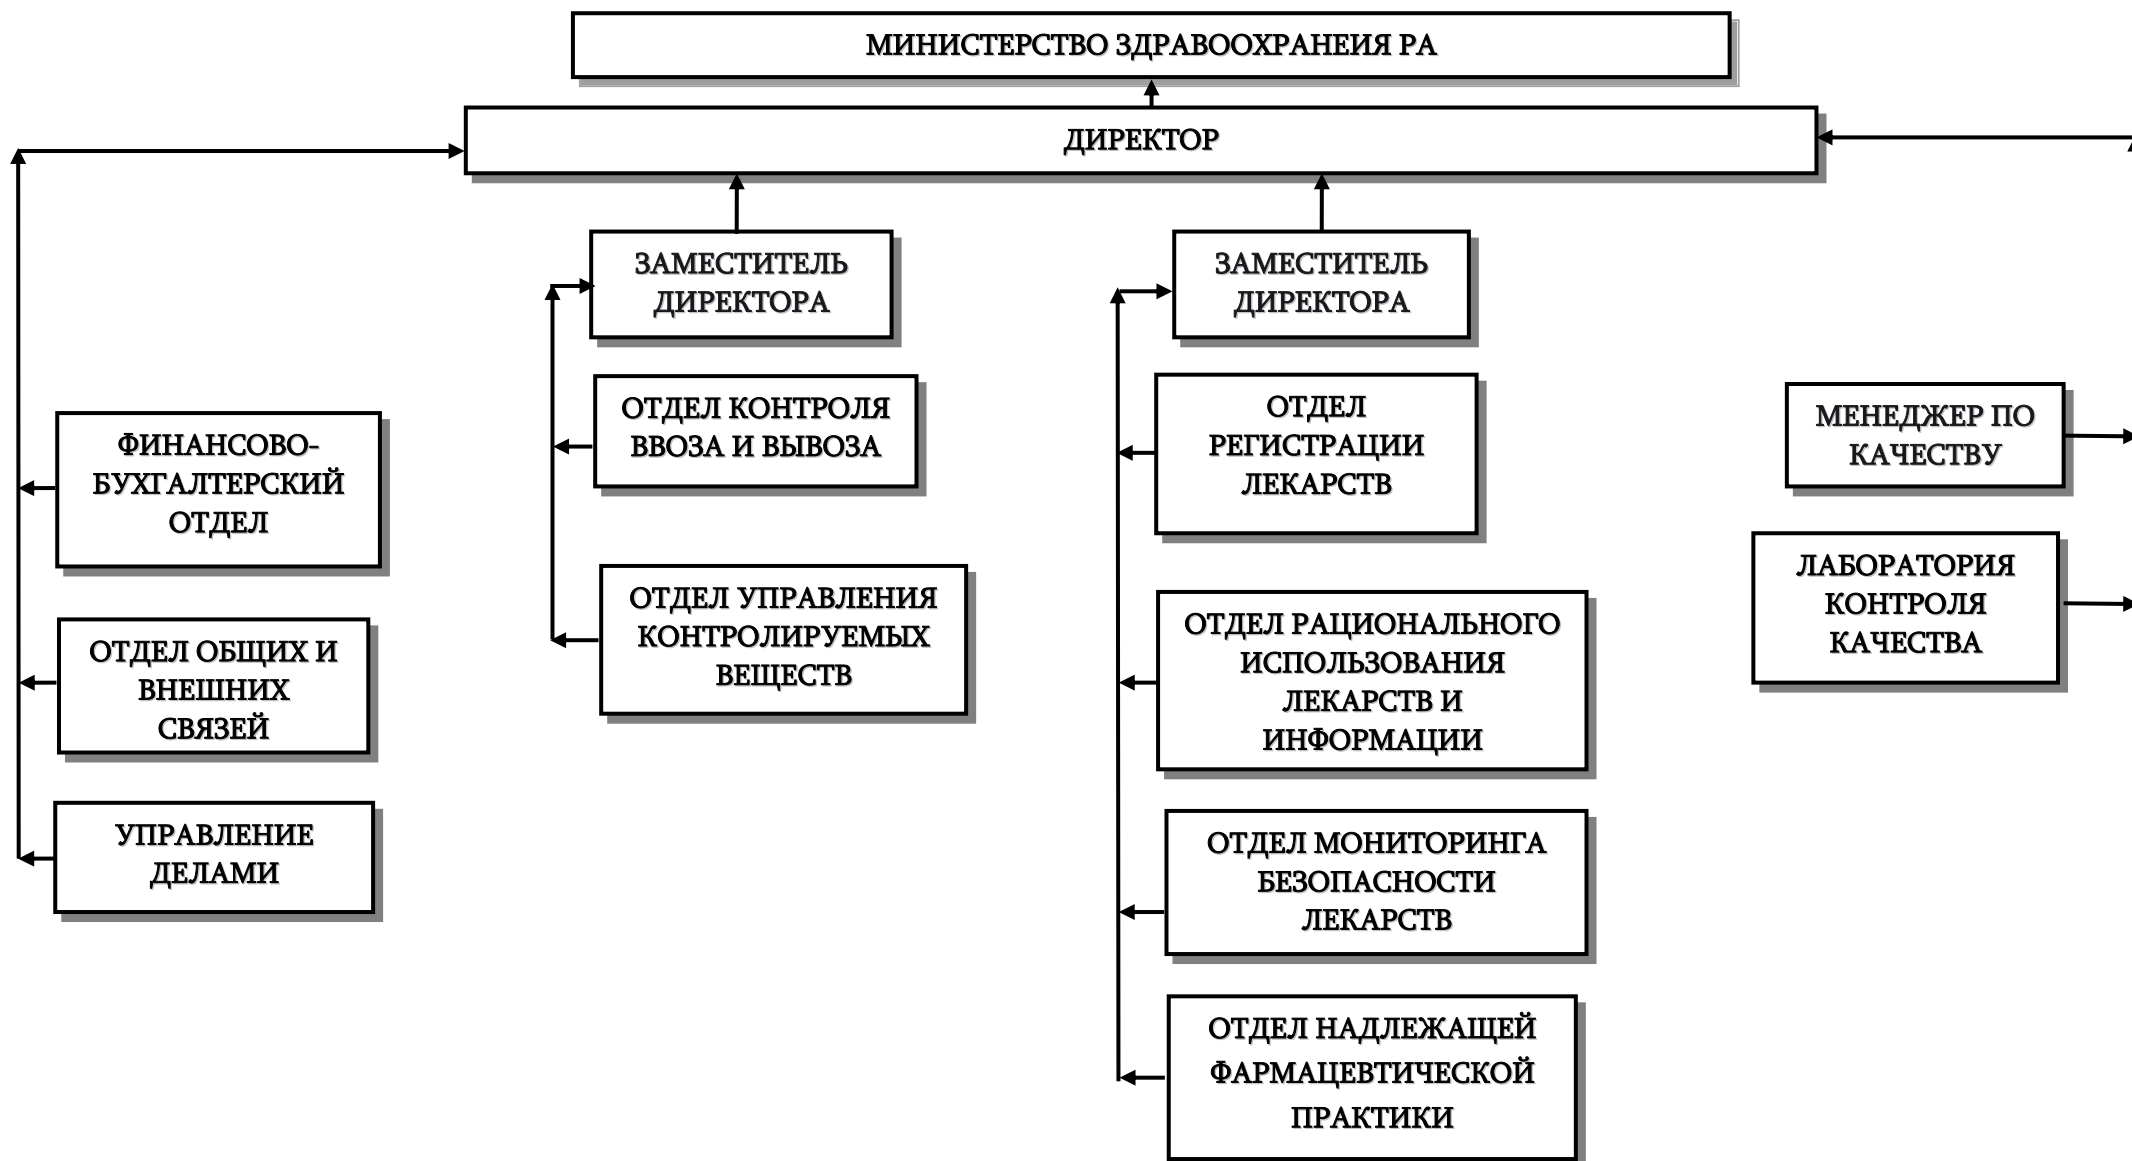 МИНИСТЕРСТВО ЗДРАВООХРАНЕИЯ РА
ДИРЕКТОР
ЗАМЕСТИТЕЛЬ
ДИРЕКТОРА
ЗАМЕСТИТЕЛЬ
ДИРЕКТОРА
ФИНАНСОВО-
БУХГАЛТЕРСКИЙ
ОТДЕЛ
ОТДЕЛ ОБЩИХ И
ВНЕШНИХ
СВЯЗЕЙ
УПРАВЛЕНИЕ
ДЕЛАМИ
ОТДЕЛ КОНТРОЛЯ
ВВОЗА И ВЫВОЗА
ОТДЕЛ УПРАВЛЕНИЯ
КОНТРОЛИРУЕМЫХ
ВЕЩЕСТВ
ОТДЕЛ
РЕГИСТРАЦИИ
ЛЕКАРСТВ
ОТДЕЛ РАЦИОНАЛЬНОГО
ИСПОЛЬЗОВАНИЯ
ЛЕКАРСТВ И
ИНФОРМАЦИИ
ОТДЕЛ МОНИТОРИНГА
БЕЗОПАСНОСТИ
ЛЕКАРСТВ
ОТДЕЛ НАДЛЕЖАЩЕЙ
ФАРМАЦЕВТИЧЕСКОЙ
ПРАКТИКИ
МЕНЕДЖЕР ПО
КАЧЕСТВУ
ЛАБОРАТОРИЯ
КОНТРОЛЯ
КАЧЕСТВА